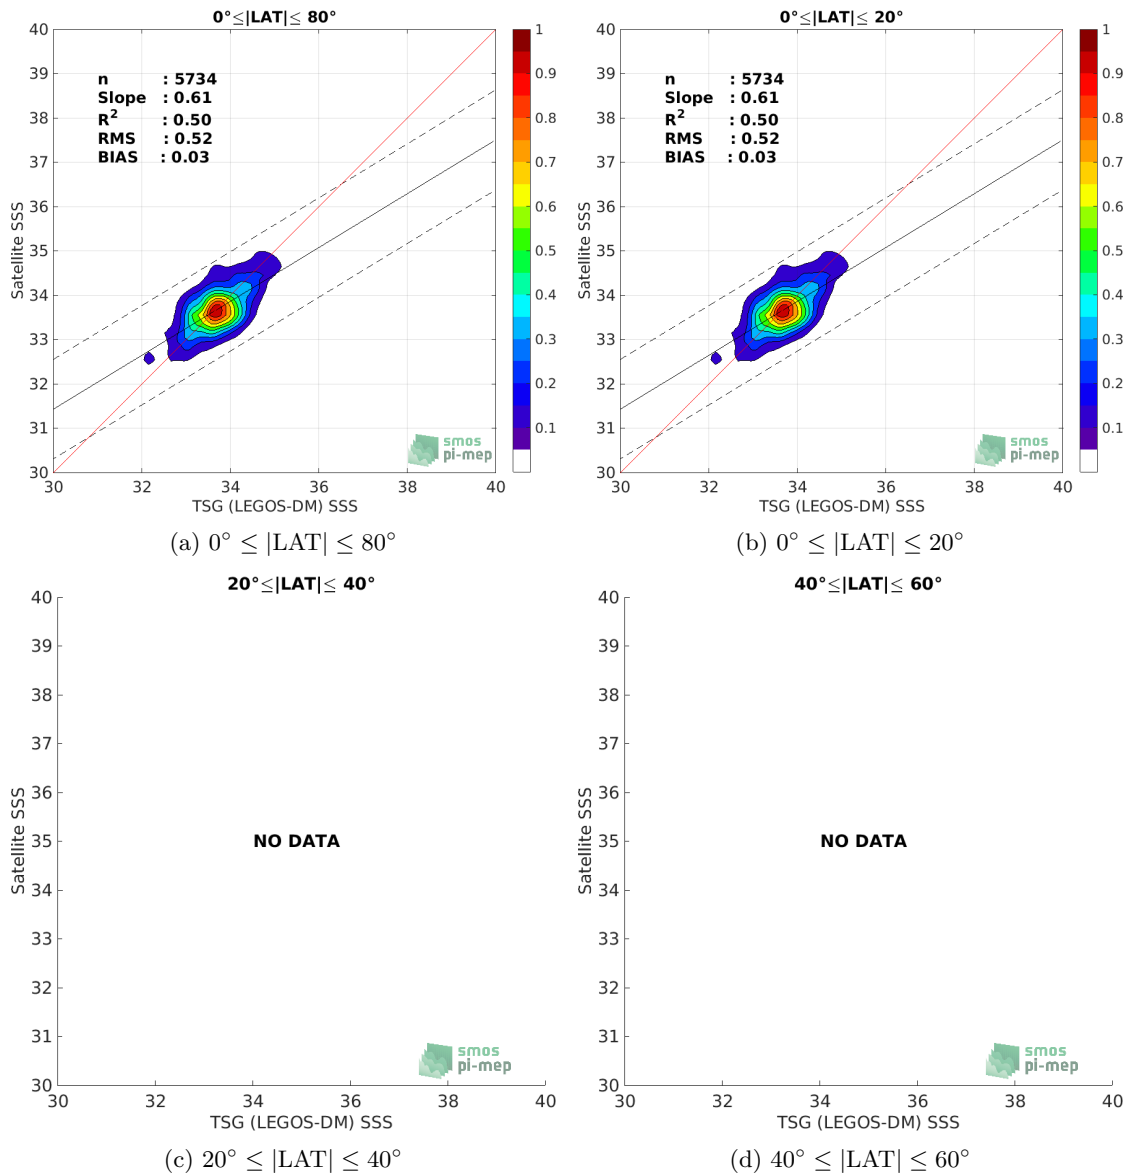 0°≤|LAT|≤ 80°
40
39
38
37
36
35
34
33
32
31
30
30 32 34 36 38 40
Satellite SSS
TSG (LEGOS-DM) SSS
n : 5734
Slope : 0.61
R² : 0.50
RMS : 0.52
BIAS : 0.03
1
0.9
0.8
0.7
0.6
0.5
0.4
0.3
0.2
0.1
smos
pi-mep
(a) 0° ≤ |LAT| ≤ 80°
0°≤|LAT|≤ 20°
40
39
38
37
36
35
34
33
32
31
30
30 32 34 36 38 40
Satellite SSS
TSG (LEGOS-DM) SSS
n : 5734
Slope : 0.61
R² : 0.50
RMS : 0.52
BIAS : 0.03
1
0.9
0.8
0.7
0.6
0.5
0.4
0.3
0.2
0.1
smos
pi-mep
(b) 0° ≤ |LAT| ≤ 20°
20°≤|LAT|≤ 40°
40
39
38
37
36
35
34
33
32
31
30
30 32 34 36 38 40
Satellite SSS
TSG (LEGOS-DM) SSS
NO DATA
smos
pi-mep
(c) 20° ≤ |LAT| ≤ 40°
40°≤|LAT|≤ 60°
40
39
38
37
36
35
34
33
32
31
30
30 32 34 36 38 40
Satellite SSS
TSG (LEGOS-DM) SSS
NO DATA
smos
pi-mep
(d) 40° ≤ |LAT| ≤ 60°